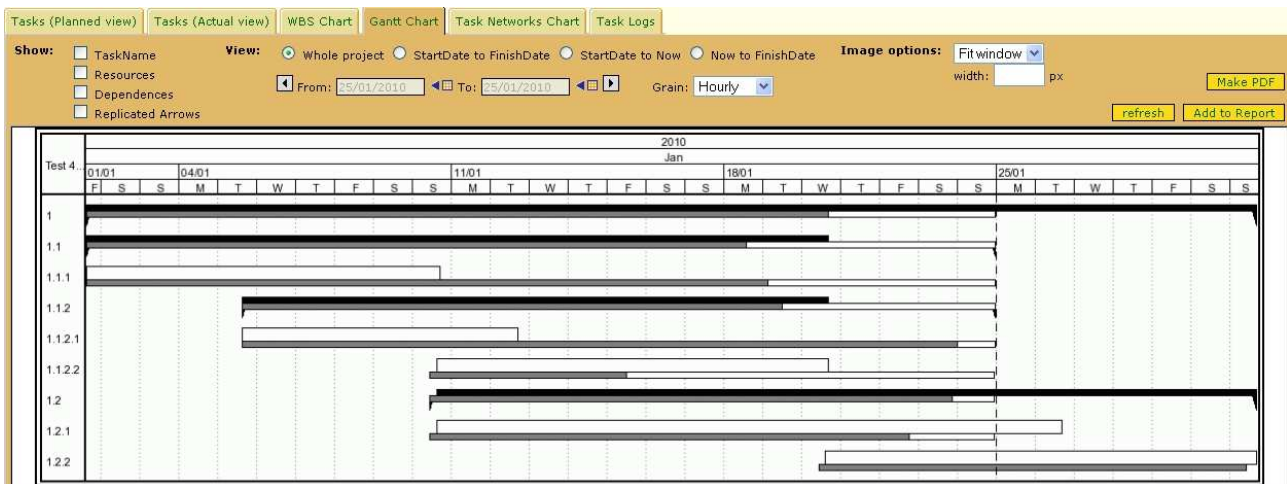 Tasks (Planned view) Tasks (Actual view) WBS Chart Gantt Chart Task Networks Chart Task Logs
Show: TaskName View: Whole project StartDate to FinishDate StartDate to Now Now to FinishDate Image options: Fit window
Resources width: px
From: 25/01/2010 To: 25/01/2010 Grain: Hourly Make PDF
Dependences
Replicated Arrows refresh Add to Report
2010
Jan
Test 4..
01/01 04/01 11/01 18/01 25/01
F S S M T W T F S S M T W T F S S M T W T F S S M T W T F S S
1
1.1
1.1.1
1.1.2
1.1.2.1
1.1.2.2
1.2
1.2.1
1.2.2